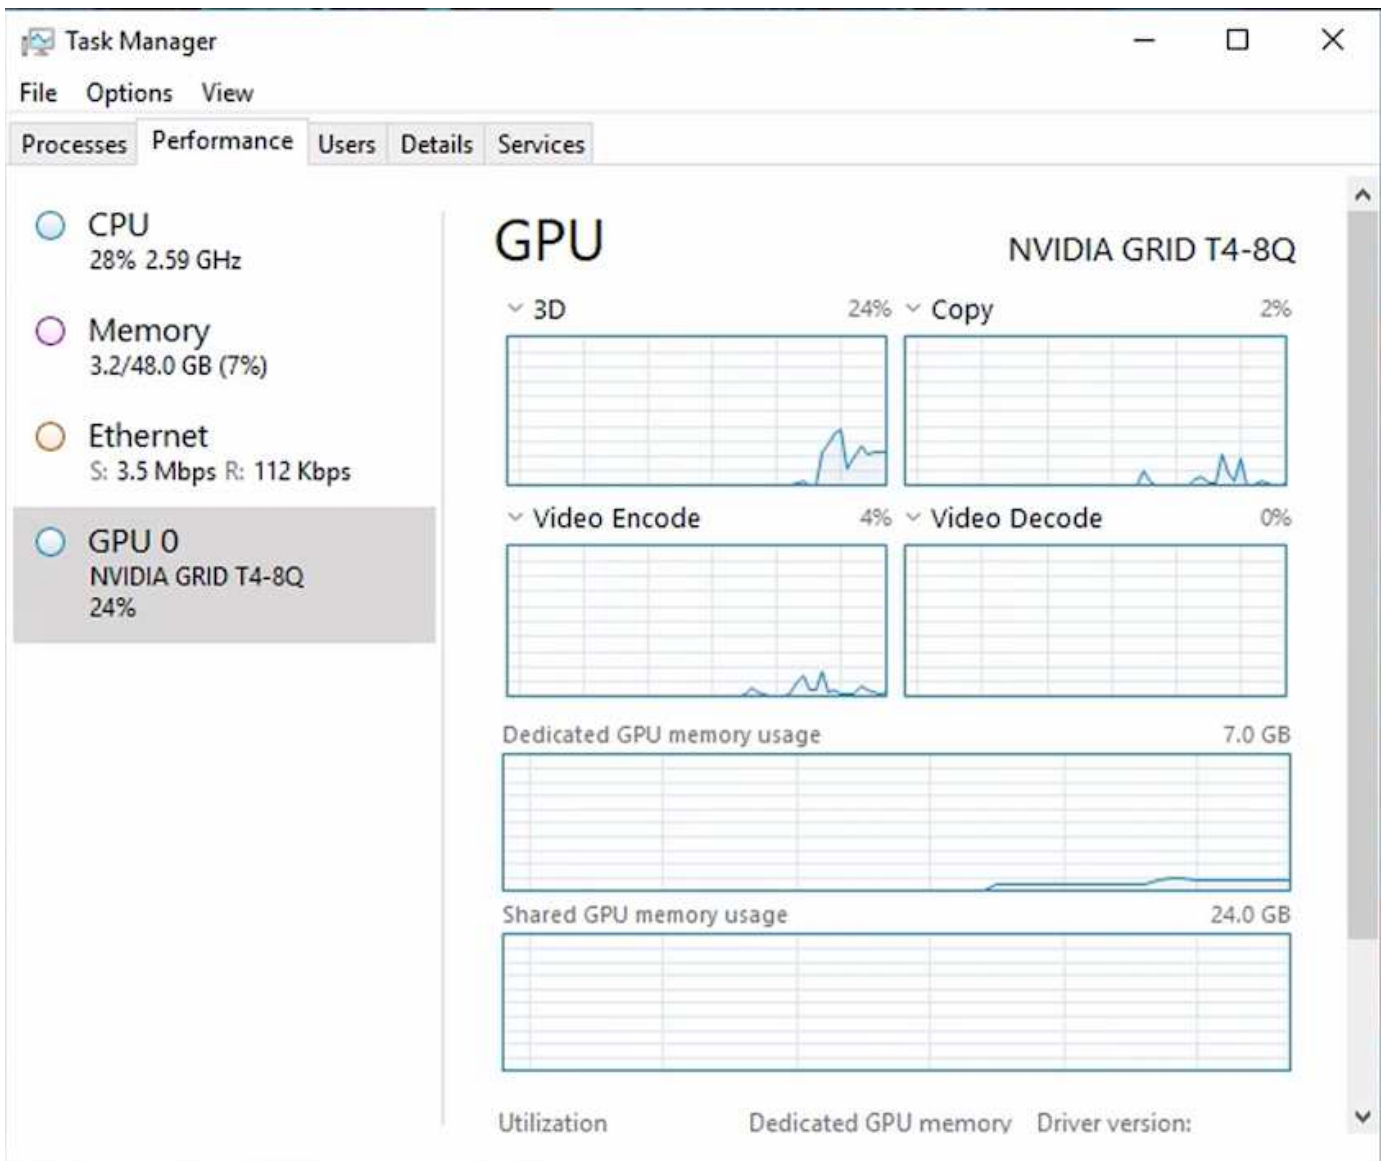 Task Manager
File Options View
Processes Performance Users Details Services
CPU
28% 2.59 GHz
Memory
3.2/48.0 GB (7%)
Ethernet
S: 3.5 Mbps R: 112 Kbps
GPU 0
NVIDIA GRID T4-8Q
24%
GPU NVIDIA GRID T4-8Q
3D 24% Copy 2%
Video Encode 4% Video Decode 0%
Dedicated GPU memory usage 7.0 GB
Shared GPU memory usage 24.0 GB
Utilization Dedicated GPU memory Driver version: